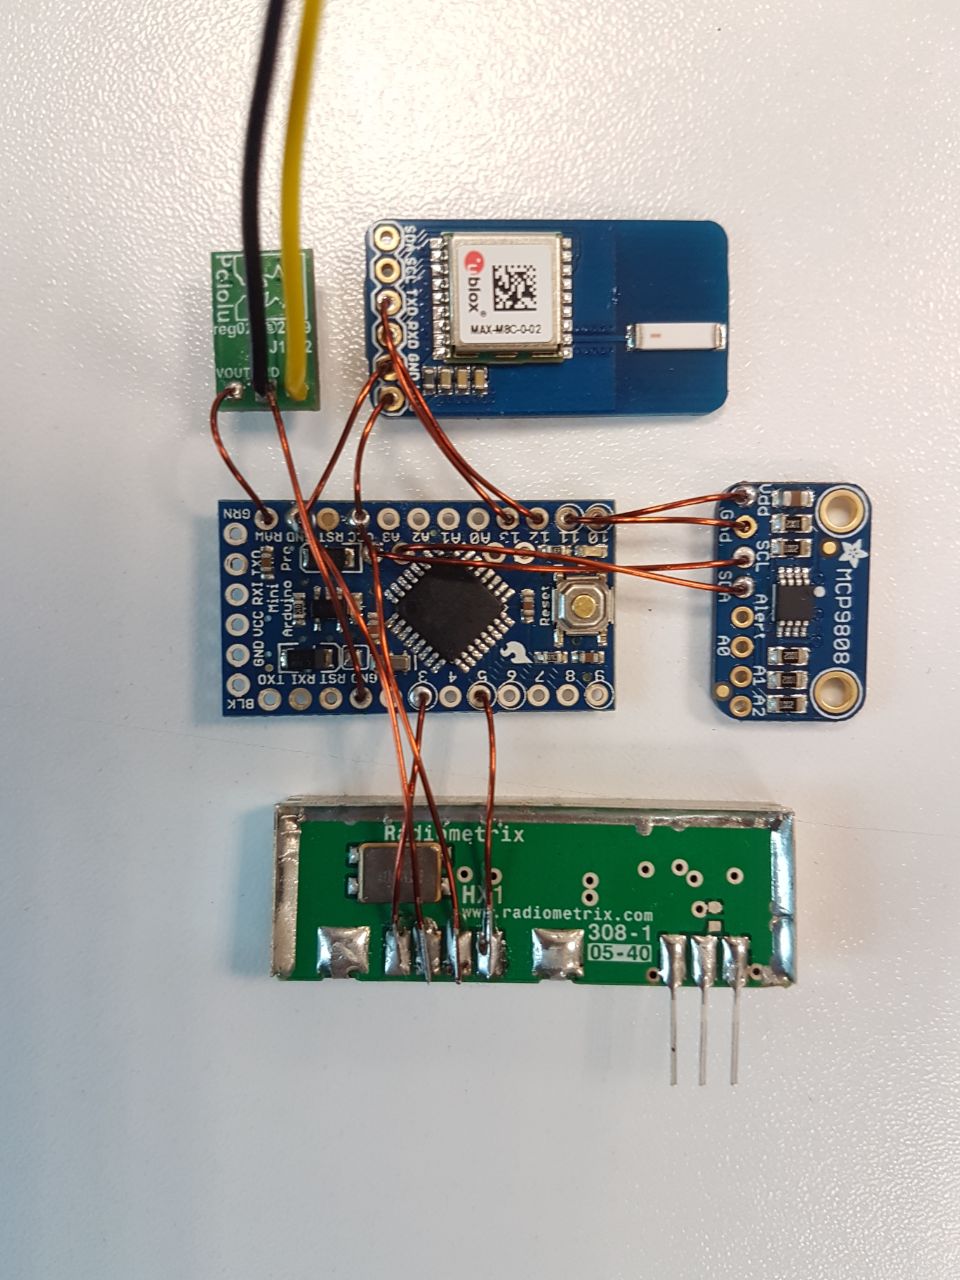 Pololu
J1
VOUT
SDA SCL TXD RXD GND
ublox
MAX-M8C-0-02
GRN
RAW GND RST VCC A3 A2 A1 A0 13 12 11 10
TXO
RXI
VCC
GND
BLK
Arduino Pro
Mini
Reset
TXO RXI RST GND 3 4 5 6 7 8 9
Vdd
Gnd
SCL
SDA
Alert
A0
A1
A2
MCP9808
Radiometrix
HX1
www.radiometrix.com
308-1
05-40